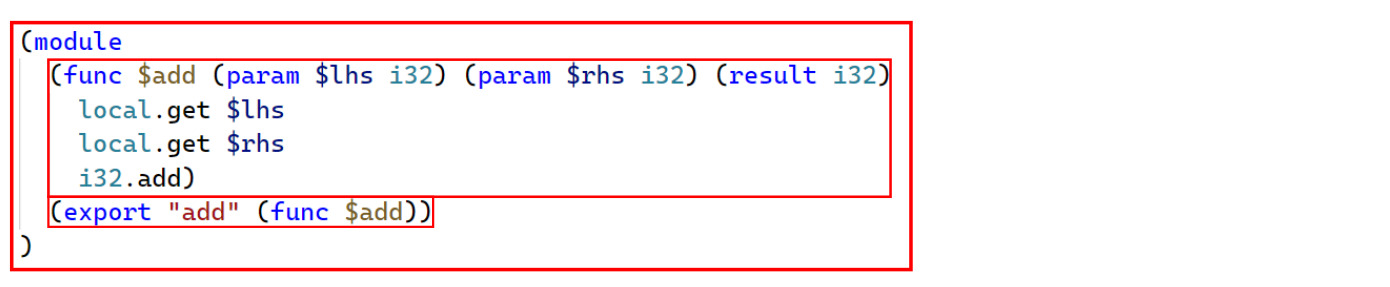 (module
  (func $add (param $lhs i32) (param $rhs i32) (result i32)
    local.get $lhs
    local.get $rhs
    i32.add)
  (export "add" (func $add))
)